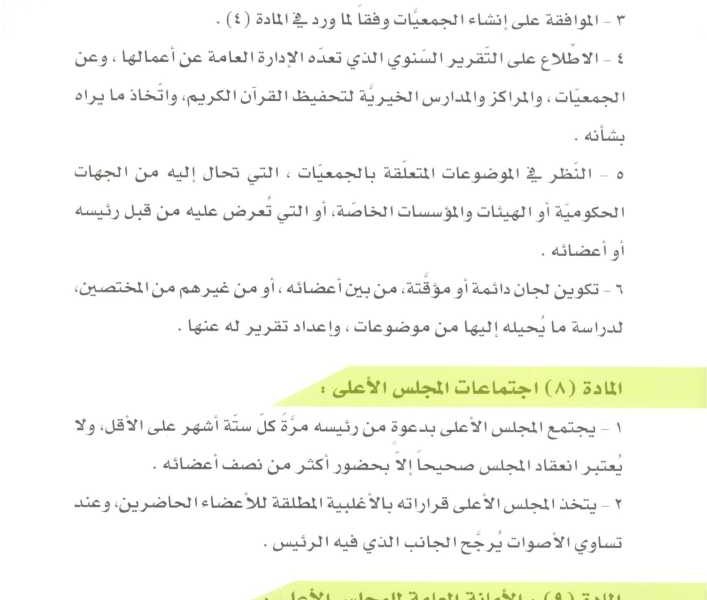 ٣ - الموافقة على إنشاء الجمعيَّات وفقاً لما ورد في المادة (٤) .
٤ - الاطّلاع على التَّقرير السَّنوي الذي تعدّه الإدارة العامة عن أعمالها ، وعن
الجمعيَّات ، والمراكز والمدارس الخيريَّة لتحفيظ القرآن الكريم، واتّخاذ ما يراه
بشأنه .
٥ - النَّظر في الموضوعات المتعلّقة بالجمعيَّات ، التي تحال إليه من الجهات
الحكوميَّة أو الهيئات والمؤسسات الخاصَّة، أو التي تُعرض عليه من قبل رئيسه
أو أعضائه .
٦ - تكوين لجان دائمة أو مؤقَّتة، من بين أعضائه ، أو من غيرهم من المختصين،
لدراسة ما يُحيله إليها من موضوعات ، وإعداد تقرير له عنها .
المادة (٨) اجتماعات المجلس الأعلى :
١ - يجتمع المجلس الأعلى بدعوة من رئيسه مرَّةً كلّ ستَّة أشهر على الأقل، ولا
يُعتبر انعقاد المجلس صحيحاً إلاّ بحضور أكثر من نصف أعضائه .
٢ - يتخذ المجلس الأعلى قراراته بالأغلبية المطلقة للأعضاء الحاضرين، وعند
تساوي الأصوات يُرجَّح الجانب الذي فيه الرئيس .
المادة (٩) : الأمانة العامة للمجلس الأعلى :